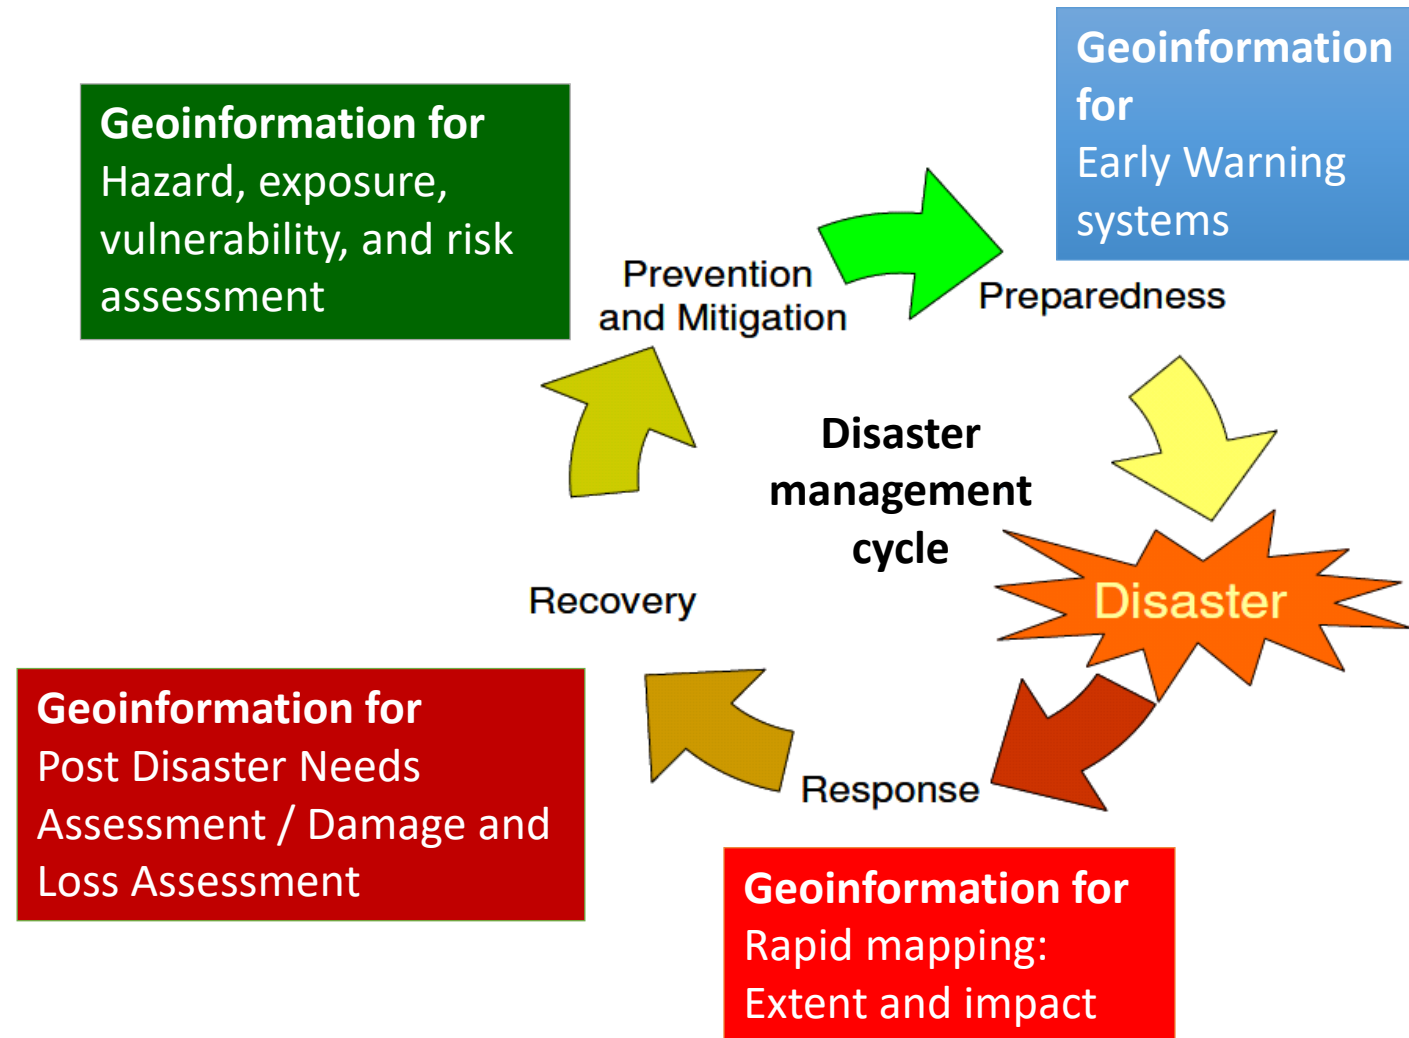 Geoinformation for
Hazard, exposure,
vulnerability, and risk
assessment
Geoinformation
for
Early Warning
systems
Prevention
and Mitigation
Preparedness
Disaster
management
cycle
Disaster
Recovery
Response
Geoinformation for
Post Disaster Needs
Assessment / Damage and
Loss Assessment
Geoinformation for
Rapid mapping:
Extent and impact